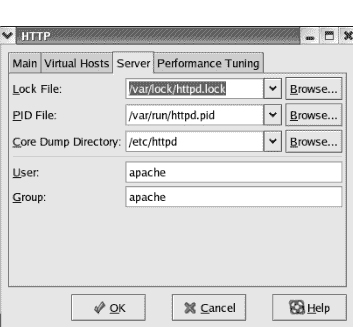 HTTP
Main Virtual Hosts Server Performance Tuning
Lock File: /var/lock/httpd.lock Browse...
PID File: /var/run/httpd.pid Browse...
Core Dump Directory: /etc/httpd Browse...
User: apache
Group: apache
OK Cancel Help